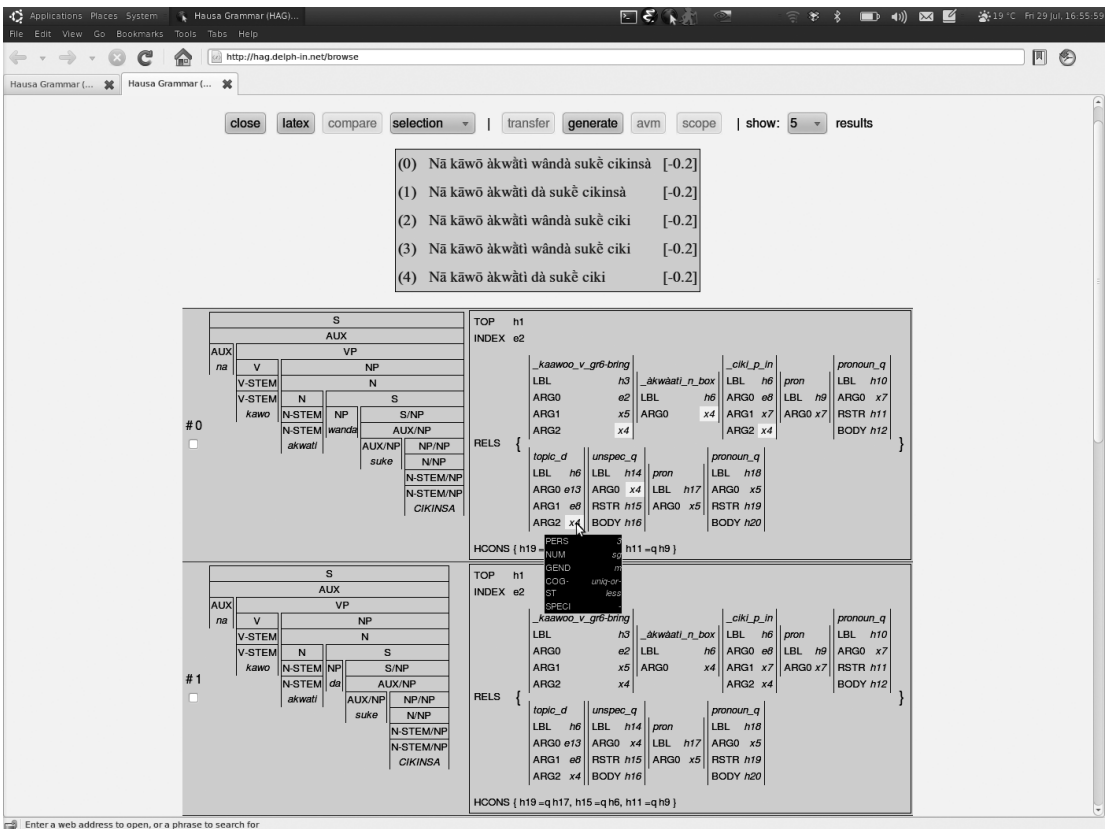 Applications Places System Hausa Grammar (HAG)... 19 °C Fri 29 Jul, 16:55:59
File Edit View Go Bookmarks Tools Tabs Help
http://hag.delph-in.net/browse
Hausa Grammar (... Hausa Grammar (...
close latex compare selection | transfer generate avm scope | show: 5 results
(0) Nā kāwō àkwằtì wândà sukḕ cikinsà [-0.2]
(1) Nā kāwō àkwằtì dà sukḕ cikinsà [-0.2]
(2) Nā kāwō àkwằtì wândà sukḕ ciki [-0.2]
(3) Nā kāwō àkwằtì wândà sukḕ ciki [-0.2]
(4) Nā kāwō àkwằtì dà sukḕ ciki [-0.2]
#0
S
AUX
AUX VP
na V NP
V-STEM N
V-STEM N S
kawo N-STEM NP S/NP
N-STEM wanda AUX/NP
akwati AUX/NP NP/NP
suke N/NP
N-STEM/NP
N-STEM/NP
CIKINSA
TOP h1
INDEX e2
_kaawoo_v_gr6-bring _ciki_p_in pronoun_q
LBL h3 _àkwàati_n_box LBL h6 pron LBL h10
ARG0 e2 LBL h6 ARG0 e8 LBL h9 ARG0 x7
ARG1 x5 ARG0 x4 ARG1 x7 ARG0 x7 RSTR h11
ARG2 x4 ARG2 x4 BODY h12
RELS { }
topic_d unspec_q pronoun_q
LBL h6 LBL h14 pron LBL h18
ARG0 e13 ARG0 x4 LBL h17 ARG0 x5
ARG1 e8 RSTR h15 ARG0 x5 RSTR h19
ARG2 x4 BODY h16 BODY h20
HCONS { h19 = h11 =q h9 }
PERS 3
NUM sg
GEND m
COG- uniq-or-
ST less
SPECI -
#1
S
AUX
AUX VP
na V NP
V-STEM N
V-STEM N S
kawo N-STEM NP S/NP
N-STEM da AUX/NP
akwati AUX/NP NP/NP
suke N/NP
N-STEM/NP
N-STEM/NP
CIKINSA
TOP h1
INDEX e2
_kaawoo_v_gr6-bring _ciki_p_in pronoun_q
LBL h3 _àkwàati_n_box LBL h6 pron LBL h10
ARG0 e2 LBL h6 ARG0 e8 LBL h9 ARG0 x7
ARG1 x5 ARG0 x4 ARG1 x7 ARG0 x7 RSTR h11
ARG2 x4 ARG2 x4 BODY h12
RELS { }
topic_d unspec_q pronoun_q
LBL h6 LBL h14 pron LBL h18
ARG0 e13 ARG0 x4 LBL h17 ARG0 x5
ARG1 e8 RSTR h15 ARG0 x5 RSTR h19
ARG2 x4 BODY h16 BODY h20
HCONS { h19 =q h17, h15 =q h6, h11 =q h9 }
Enter a web address to open, or a phrase to search for